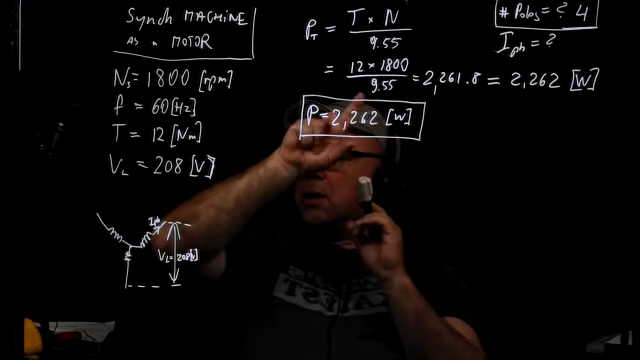 Synch MACHINE
AS a MOTOR
Ns = 1800 [rpm]
f = 60 [Hz]
T = 12 [Nm]
VL = 208 [V]
Iph
VL = 208 [V]
PT = T × N / 9.55
= 12 × 1800 / 9.55 = 2,261.8 = 2,262 [W]
P = 2,262 [W]
# Poles = ? 4
Iph = ?